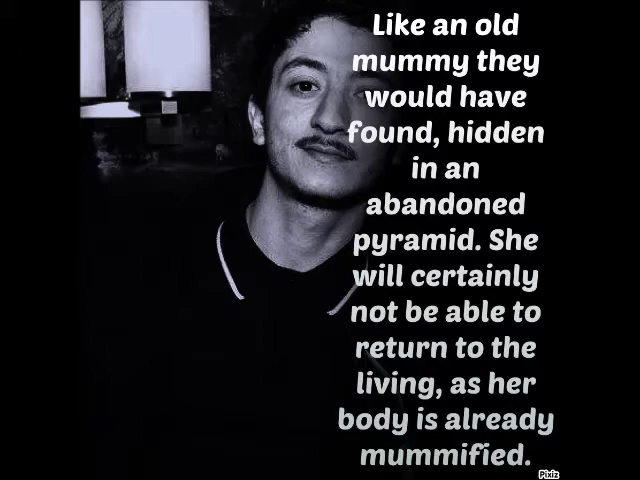 Like an old
mummy they
would have
found, hidden
in an
abandoned
pyramid. She
will certainly
not be able to
return to the
living, as her
body is already
mummified.
Pixiz